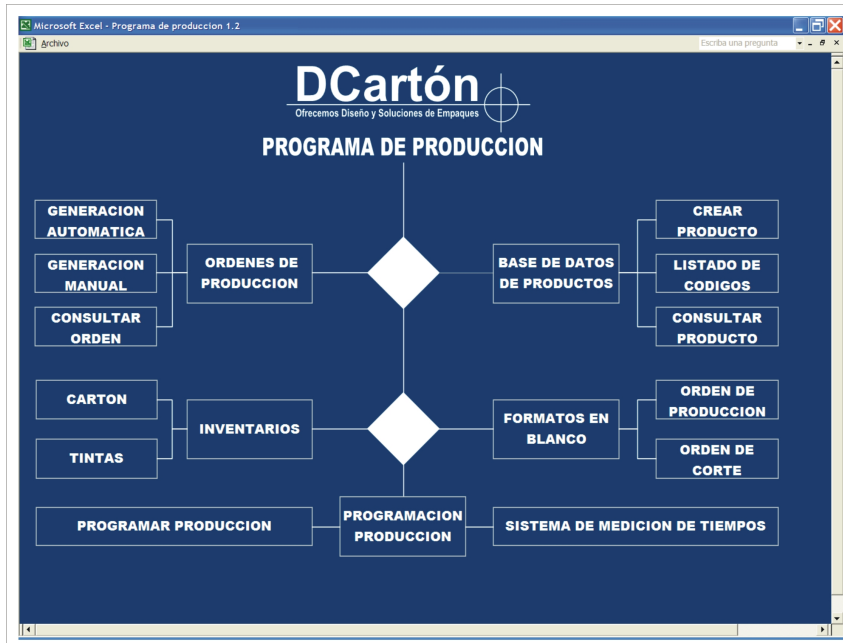 Microsoft Excel - Programa de produccion 1.2
Archivo
Escriba una pregunta
DCartón
Ofrecemos Diseño y Soluciones de Empaques
PROGRAMA DE PRODUCCION
GENERACION
AUTOMATICA
GENERACION
MANUAL
CONSULTAR
ORDEN
ORDENES DE
PRODUCCION
BASE DE DATOS
DE PRODUCTOS
CREAR
PRODUCTO
LISTADO DE
CODIGOS
CONSULTAR
PRODUCTO
CARTON
TINTAS
INVENTARIOS
FORMATOS EN
BLANCO
ORDEN DE
PRODUCCION
ORDEN DE
CORTE
PROGRAMAR PRODUCCION
PROGRAMACION
PRODUCCION
SISTEMA DE MEDICION DE TIEMPOS